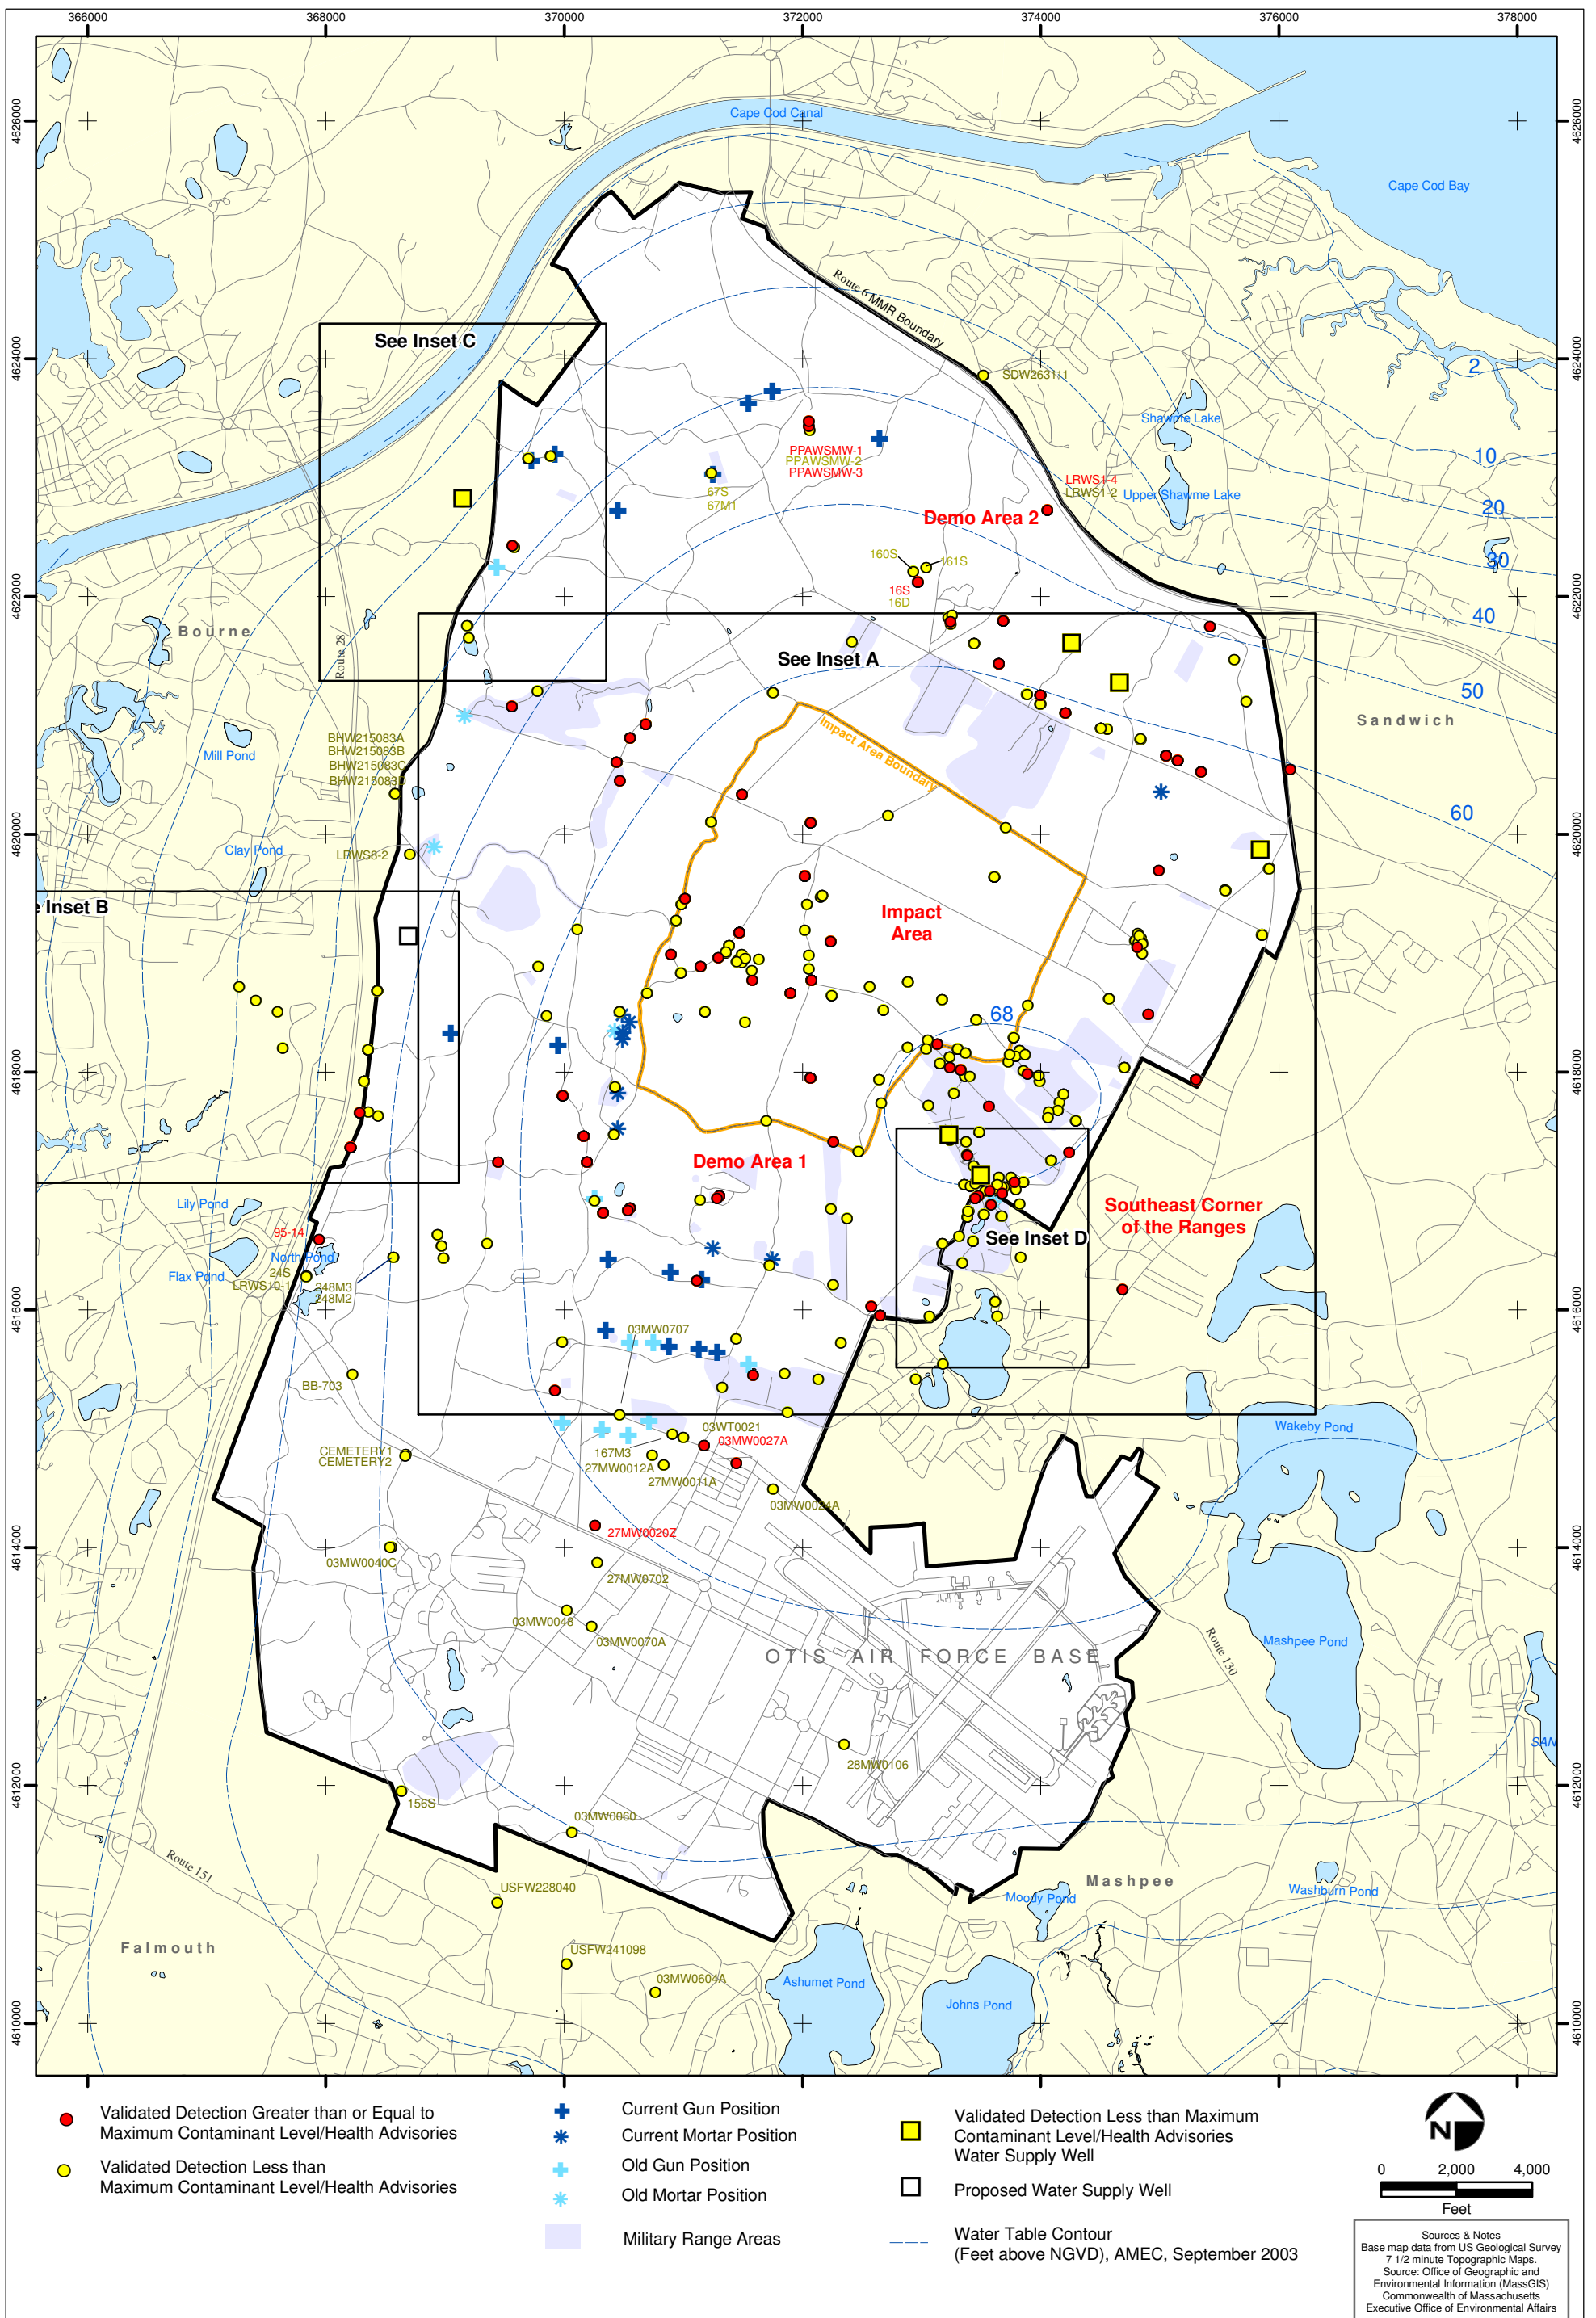 366000
368000
370000
372000
374000
376000
378000
4626000
4626000
Cape Cod Canal
Cape Cod Bay
Route 6 MMR Boundary
See Inset C
4624000
4624000
2
SDW263111
Shawme Lake
PPAWSMW-1
PPAWSMW-2
PPAWSMW-3
10
LRWS1-4
LRWS1-2
Upper Shawme Lake
67S
67M1
20
Demo Area 2
30
160S
161S
16S
16D
4622000
4622000
40
Bourne
Route 28
See Inset A
50
Sandwich
Impact Area Boundary
BHW215083A
BHW215083B
BHW215083C
BHW215083D
Mill Pond
60
4620000
4620000
Clay Pond
LRWS8-2
e Inset B
Impact
Area
68
4618000
4618000
Demo Area 1
Lily Pond
Southeast Corner
of the Ranges
95-14
North Pond
See Inset D
Flax Pond
24S
LRWS10-1
248M3
248M2
4616000
4616000
03MW0707
BB-703
Wakeby Pond
03WT0021
03MW0027A
CEMETERY1
CEMETERY2
167M3
27MW0012A
27MW0011A
03MW0024A
27MW0020Z
4614000
4614000
03MW0040C
27MW0702
03MW0048
03MW0070A
OTIS AIR FORCE BASE
Route 130
Mashpee Pond
SAN
28MW0106
4612000
4612000
156S
03MW0060
Route 151
Mashpee
USFW228040
Moody Pond
Washburn Pond
Falmouth
USFW241098
03MW0604A
Ashumet Pond
Johns Pond
4610000
4610000
Validated Detection Greater than or Equal to
Maximum Contaminant Level/Health Advisories
Validated Detection Less than
Maximum Contaminant Level/Health Advisories
Current Gun Position
Current Mortar Position
Old Gun Position
Old Mortar Position
Military Range Areas
Validated Detection Less than Maximum
Contaminant Level/Health Advisories
Water Supply Well
Proposed Water Supply Well
Water Table Contour
(Feet above NGVD), AMEC, September 2003
N
0 2,000 4,000
Feet
Sources & Notes
Base map data from US Geological Survey
7 1/2 minute Topographic Maps.
Source: Office of Geographic and
Environmental Information (MassGIS)
Commonwealth of Massachusetts
Executive Office of Environmental Affairs